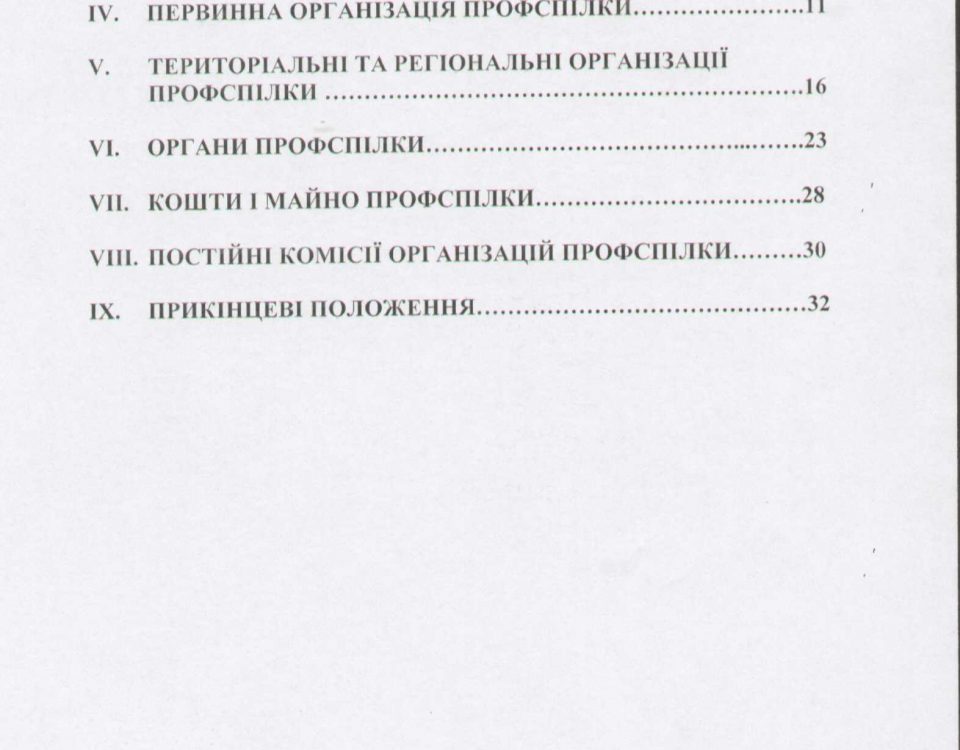 IV. ПЕРВИННА ОРГАНІЗАЦІЯ ПРОФСПІЛКИ……………………11
V. ТЕРИТОРІАЛЬНІ ТА РЕГІОНАЛЬНІ ОРГАНІЗАЦІЇ
ПРОФСПІЛКИ ……………………………………………………16
VI. ОРГАНИ ПРОФСПІЛКИ…………………………………...…….23
VII. КОШТИ І МАЙНО ПРОФСПІЛКИ…………………………….28
VIII. ПОСТІЙНІ КОМІСІЇ ОРГАНІЗАЦІЙ ПРОФСПІЛКИ………30
IX. ПРИКІНЦЕВІ ПОЛОЖЕННЯ……………………………………32